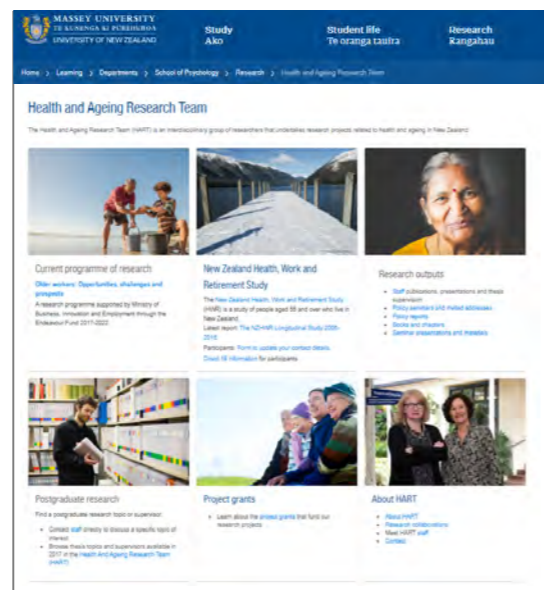 MASSEY UNIVERSITY
TE KUNENGA KI PŪREHUROA
UNIVERSITY OF NEW ZEALAND
Study
Ako
Student life
Te oranga tauira
Research
Rangahau
Home > Learning > Departments > School of Psychology > Research > Health and Ageing Research Team
Health and Ageing Research Team
The Health and Ageing Research Team (HART) is an interdisciplinary group of researchers that undertakes research projects related to health and ageing in New Zealand
Current programme of research
Older workers: Opportunities, challenges and
prospects
A research programme supported by Ministry of
Business, Innovation and Employment through the
Endeavour Fund 2017-2022
New Zealand Health, Work and
Retirement Study
The New Zealand Health, Work and Retirement Study
(HWR) is a study of people aged 55 and over who live in
New Zealand
Latest report: The NZHWR Longitudinal Study 2006-
2016
Participants: Form to update your contact details.
Covid 19 information for participants
Research outputs
Staff publications, presentations and thesis
supervision
Policy seminars and invited addresses
Policy reports
Books and chapters
Seminar presentations and materials
Postgraduate research
Find a postgraduate research topic or supervisor.
Contact staff directly to discuss a specific topic of
interest
Browse thesis topics and supervisors available in
2017 in the Health And Ageing Research Team
(HART)
Project grants
Learn about the project grants that fund our
research projects
About HART
About HART
Research collaborations
Meet HART staff
Contact